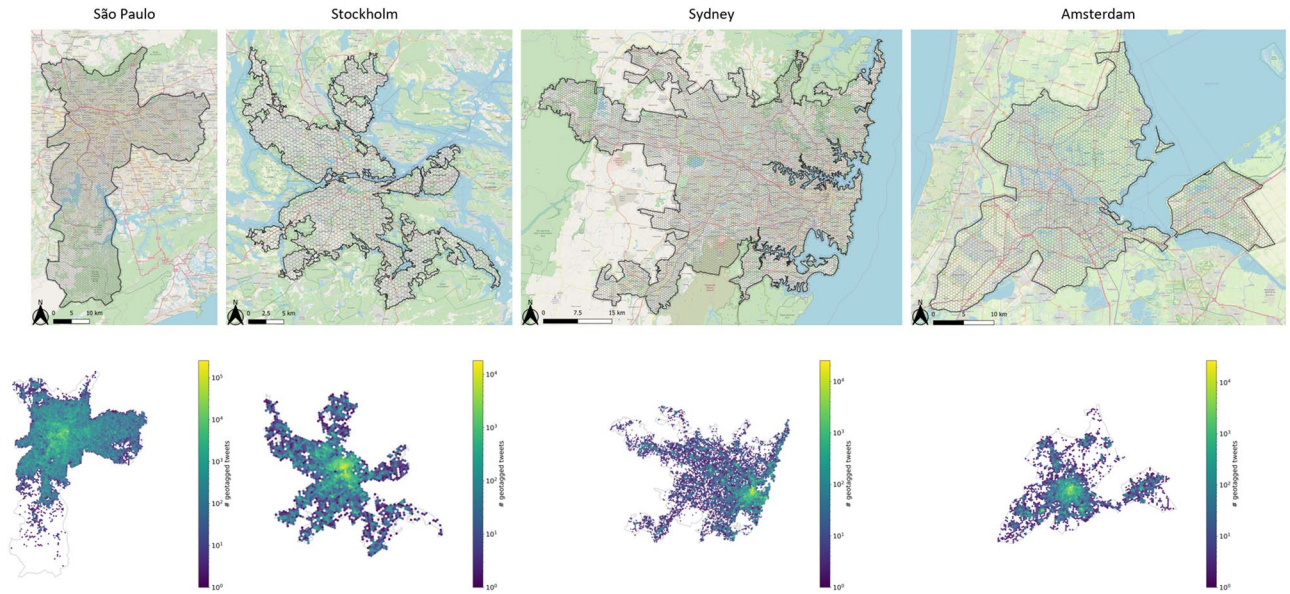 São Paulo
Stockholm
Sydney
Amsterdam
N
0 5 10 km
N
0 2.5 5 km
N
0 7.5 15 km
N
0 5 10 km
10⁵
10⁴
10³
10²
10¹
10⁰
# geotagged tweets
10⁴
10³
10²
10¹
10⁰
# geotagged tweets
10⁴
10³
10²
10¹
10⁰
# geotagged tweets
10⁴
10³
10²
10¹
10⁰
# geotagged tweets